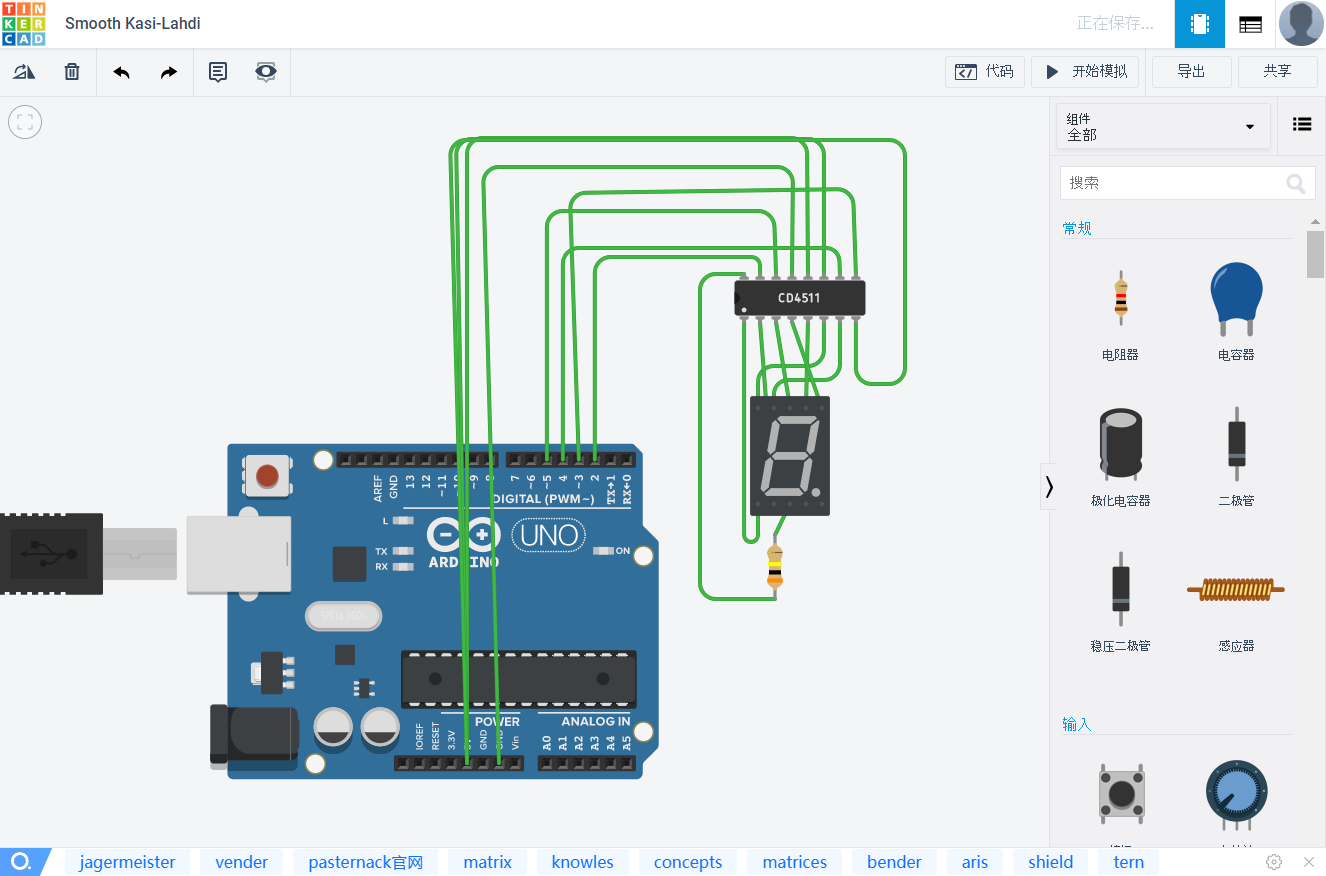 TIN
KER
CAD
Smooth Kasi-Lahdi
正在保存...
代码
开始模拟
导出
共享
组件
全部
搜索
常规
电阻器
电容器
极化电容器
二极管
稳压二极管
感应器
输入
CD4511
AREF
GND
13
12
~11
~10
~9
8
7
~6
~5
4
~3
2
TX→1
RX←0
DIGITAL (PWM~)
L
TX
RX
ON
UNO
ARDUINO
POWER
ANALOG IN
IOREF
RESET
3.3V
GND
Vin
A0
A1
A2
A3
A4
A5
jagermeister
vender
pasternack官网
matrix
knowles
concepts
matrices
bender
aris
shield
tern